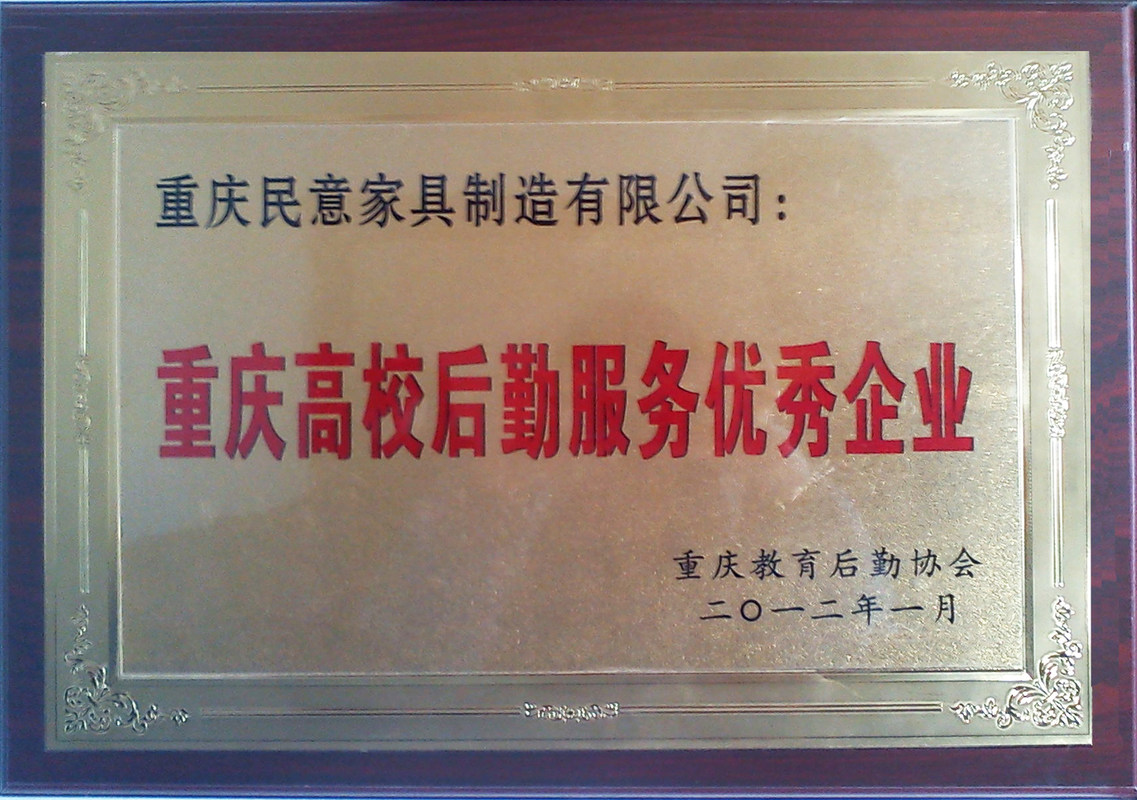 重庆民意家具制造有限公司：
重庆高校后勤服务优秀企业
重庆教育后勤协会
二〇一二年一月